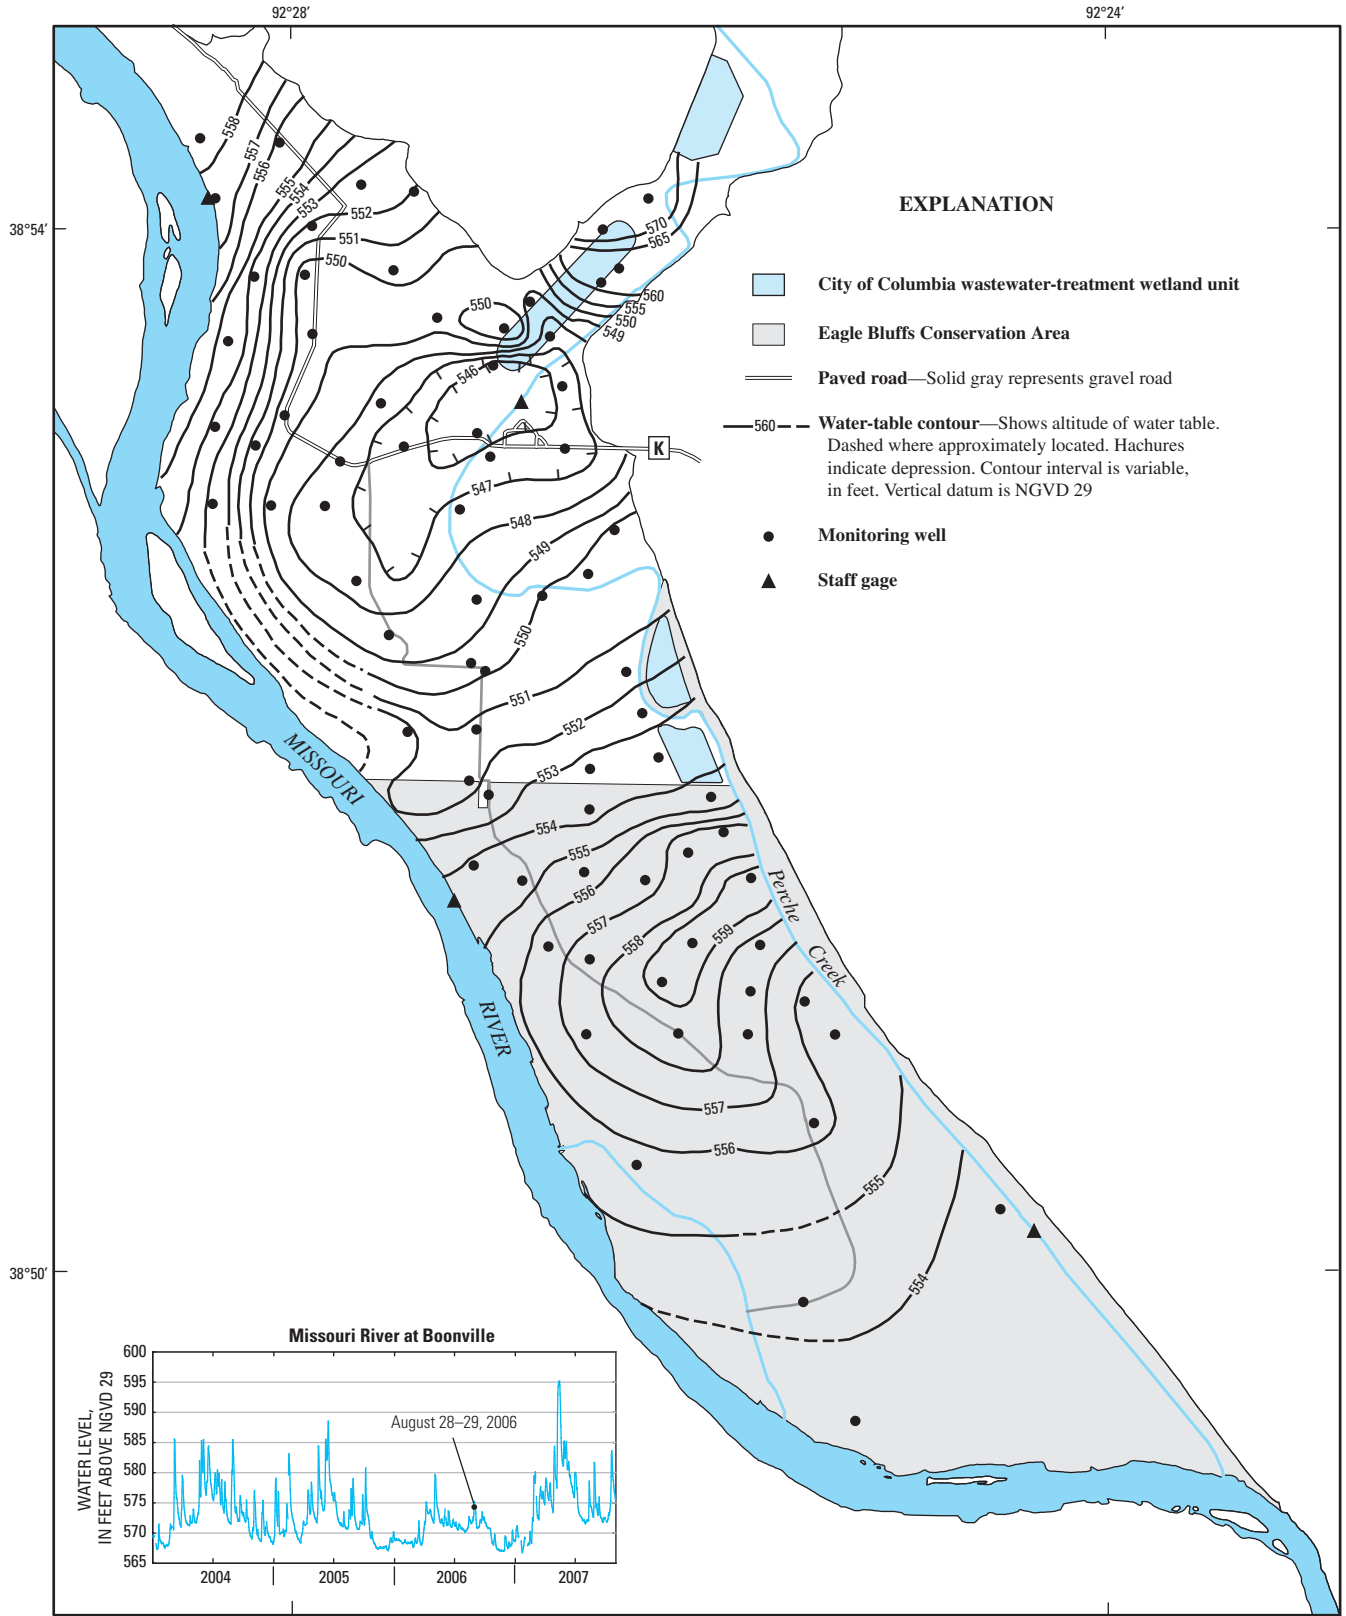 92°28′
92°24′
38°54′
38°50′
EXPLANATION
City of Columbia wastewater-treatment wetland unit
Eagle Bluffs Conservation Area
Paved road—Solid gray represents gravel road
560
Water-table contour—Shows altitude of water table.
Dashed where approximately located. Hachures
indicate depression. Contour interval is variable,
in feet. Vertical datum is NGVD 29
Monitoring well
Staff gage
558
557
556
555
554
553
552
551
550
570
565
560
555
550
549
550
546
K
547
548
549
550
551
552
553
554
555
556
557
558
559
557
556
555
554
MISSOURI
RIVER
Perche
Creek
Missouri River at Boonville
WATER LEVEL,
IN FEET ABOVE NGVD 29
600
595
590
585
580
575
570
565
August 28–29, 2006
2004
2005
2006
2007